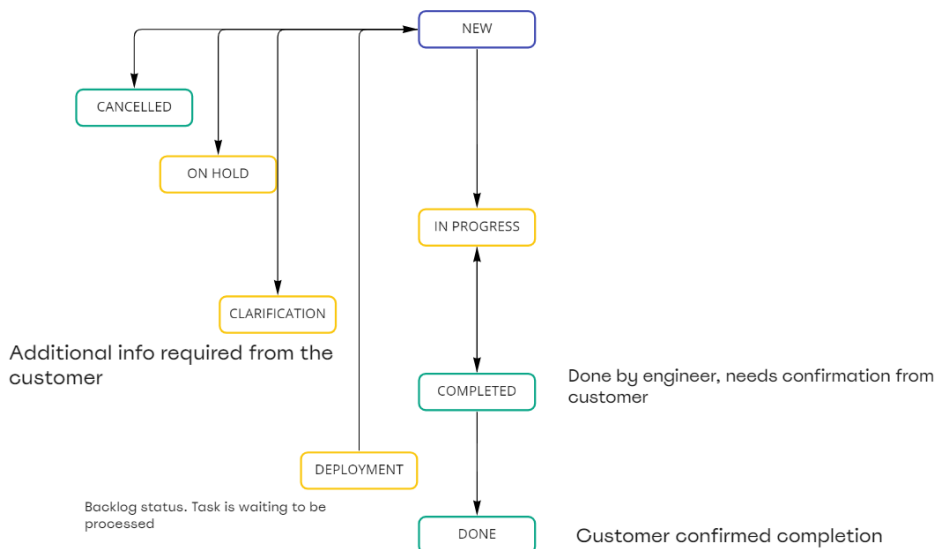 NEW
CANCELLED
ON HOLD
IN PROGRESS
CLARIFICATION
Additional info required from the
customer
COMPLETED
Done by engineer, needs confirmation from
customer
DEPLOYMENT
Backlog status. Task is waiting to be
processed
DONE
Customer confirmed completion